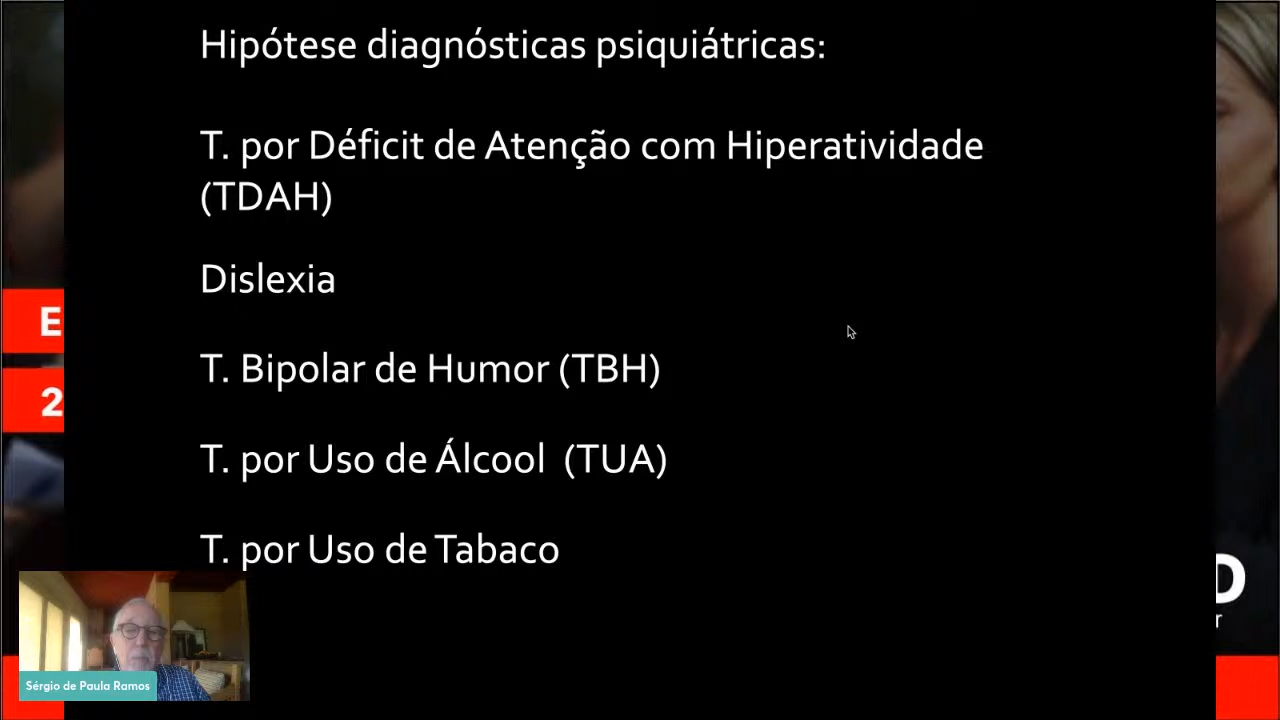 Hipótese diagnósticas psiquiátricas:
T. por Déficit de Atenção com Hiperatividade
(TDAH)
Dislexia
E
T. Bipolar de Humor (TBH)
2
T. por Uso de Álcool  (TUA)
T. por Uso de Tabaco
D
r
Sérgio de Paula Ramos